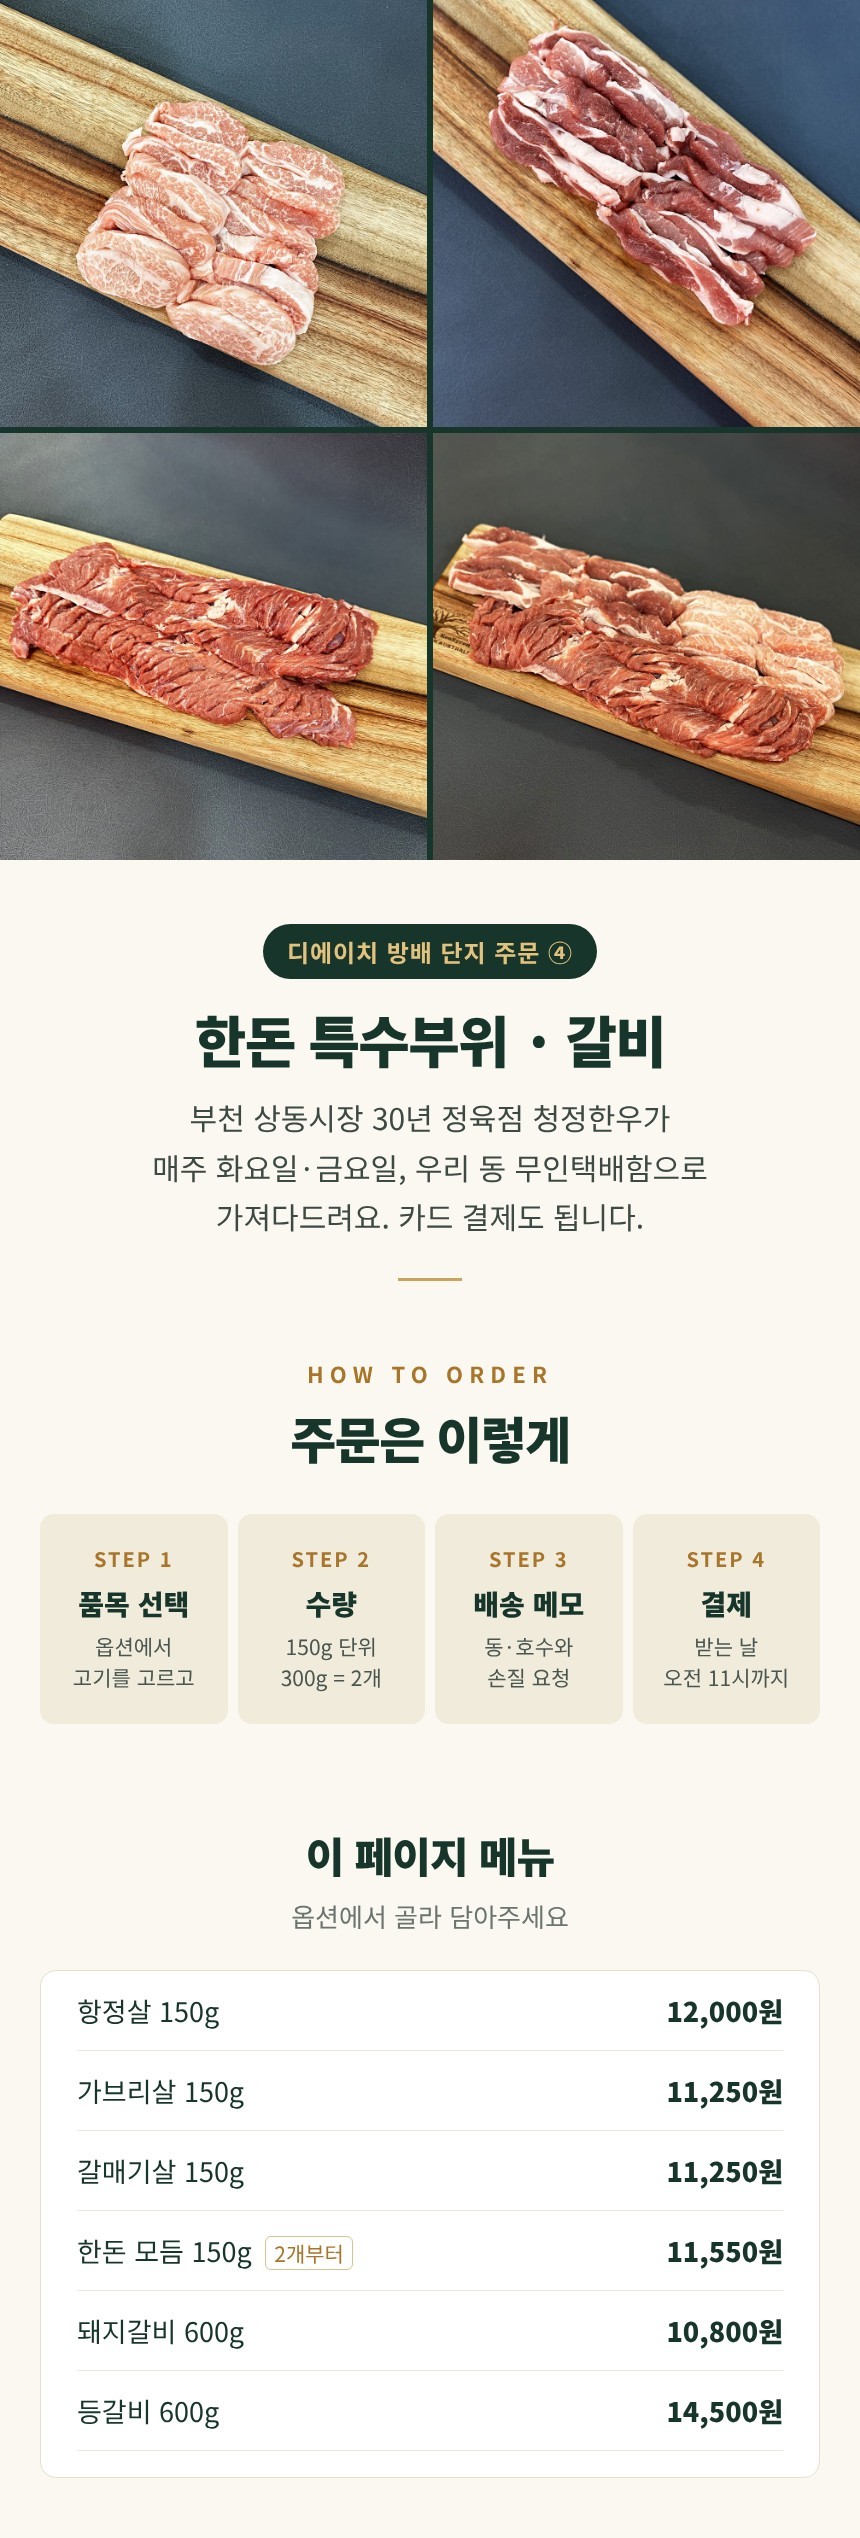 디에이치 방배 단지 주문 ④
한돈 특수부위 · 갈비
부천 상동시장 30년 정육점 청정한우가
매주 화요일·금요일, 우리 동 무인택배함으로
가져다드려요. 카드 결제도 됩니다.
HOW TO ORDER
주문은 이렇게
STEP 1
품목 선택
옵션에서
고기를 고르고
STEP 2
수량
150g 단위
300g = 2개
STEP 3
배송 메모
동·호수와
손질 요청
STEP 4
결제
받는 날
오전 11시까지
이 페이지 메뉴
옵션에서 골라 담아주세요
항정살 150g 12,000원
가브리살 150g 11,250원
갈매기살 150g 11,250원
한돈 모듬 150g 2개부터 11,550원
돼지갈비 600g 10,800원
등갈비 600g 14,500원